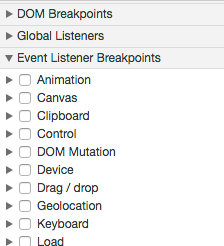 DOM Breakpoints
Global Listeners
Event Listener Breakpoints
Animation
Canvas
Clipboard
Control
DOM Mutation
Device
Drag / drop
Geolocation
Keyboard
Load